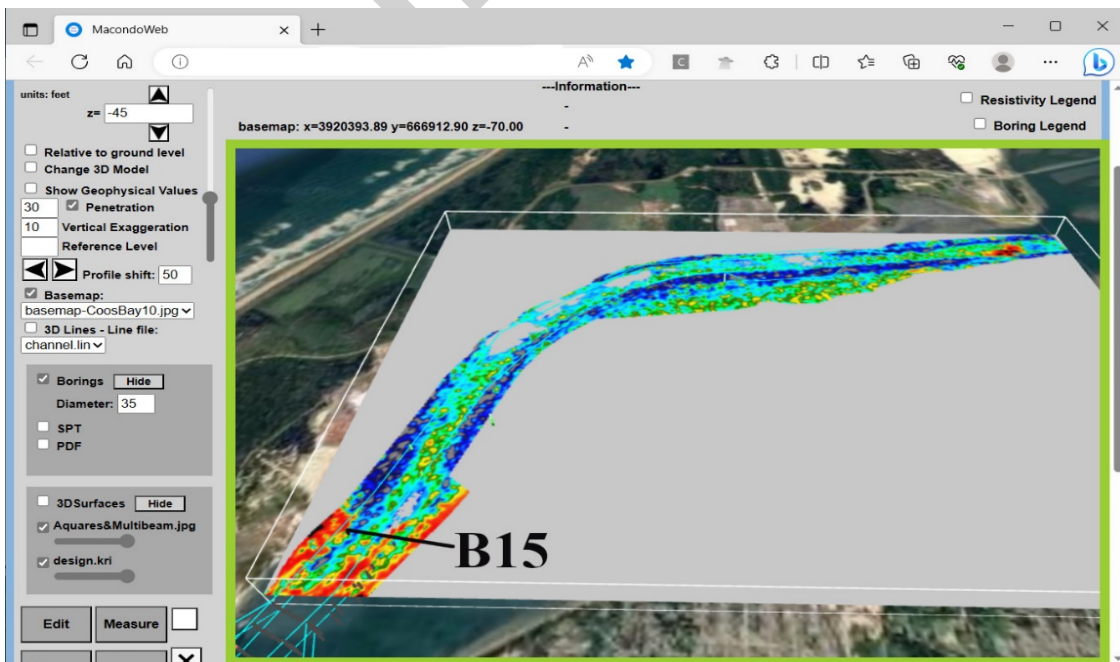 MacondoWeb
units: feet
z= -45
Relative to ground level
Change 3D Model
Show Geophysical Values
30 Penetration
10 Vertical Exaggeration
Reference Level
Profile shift: 50
Basemap:
basemap-CoosBay10.jpg
3D Lines - Line file:
channel.lin
Borings Hide
Diameter: 35
SPT
PDF
3DSurfaces Hide
Aquares&Multibeam.jpg
design.kri
Edit Measure
---Information---
-
basemap: x=3920393.89 y=666912.90 z=-70.00 -
Resistivity Legend
Boring Legend
B15